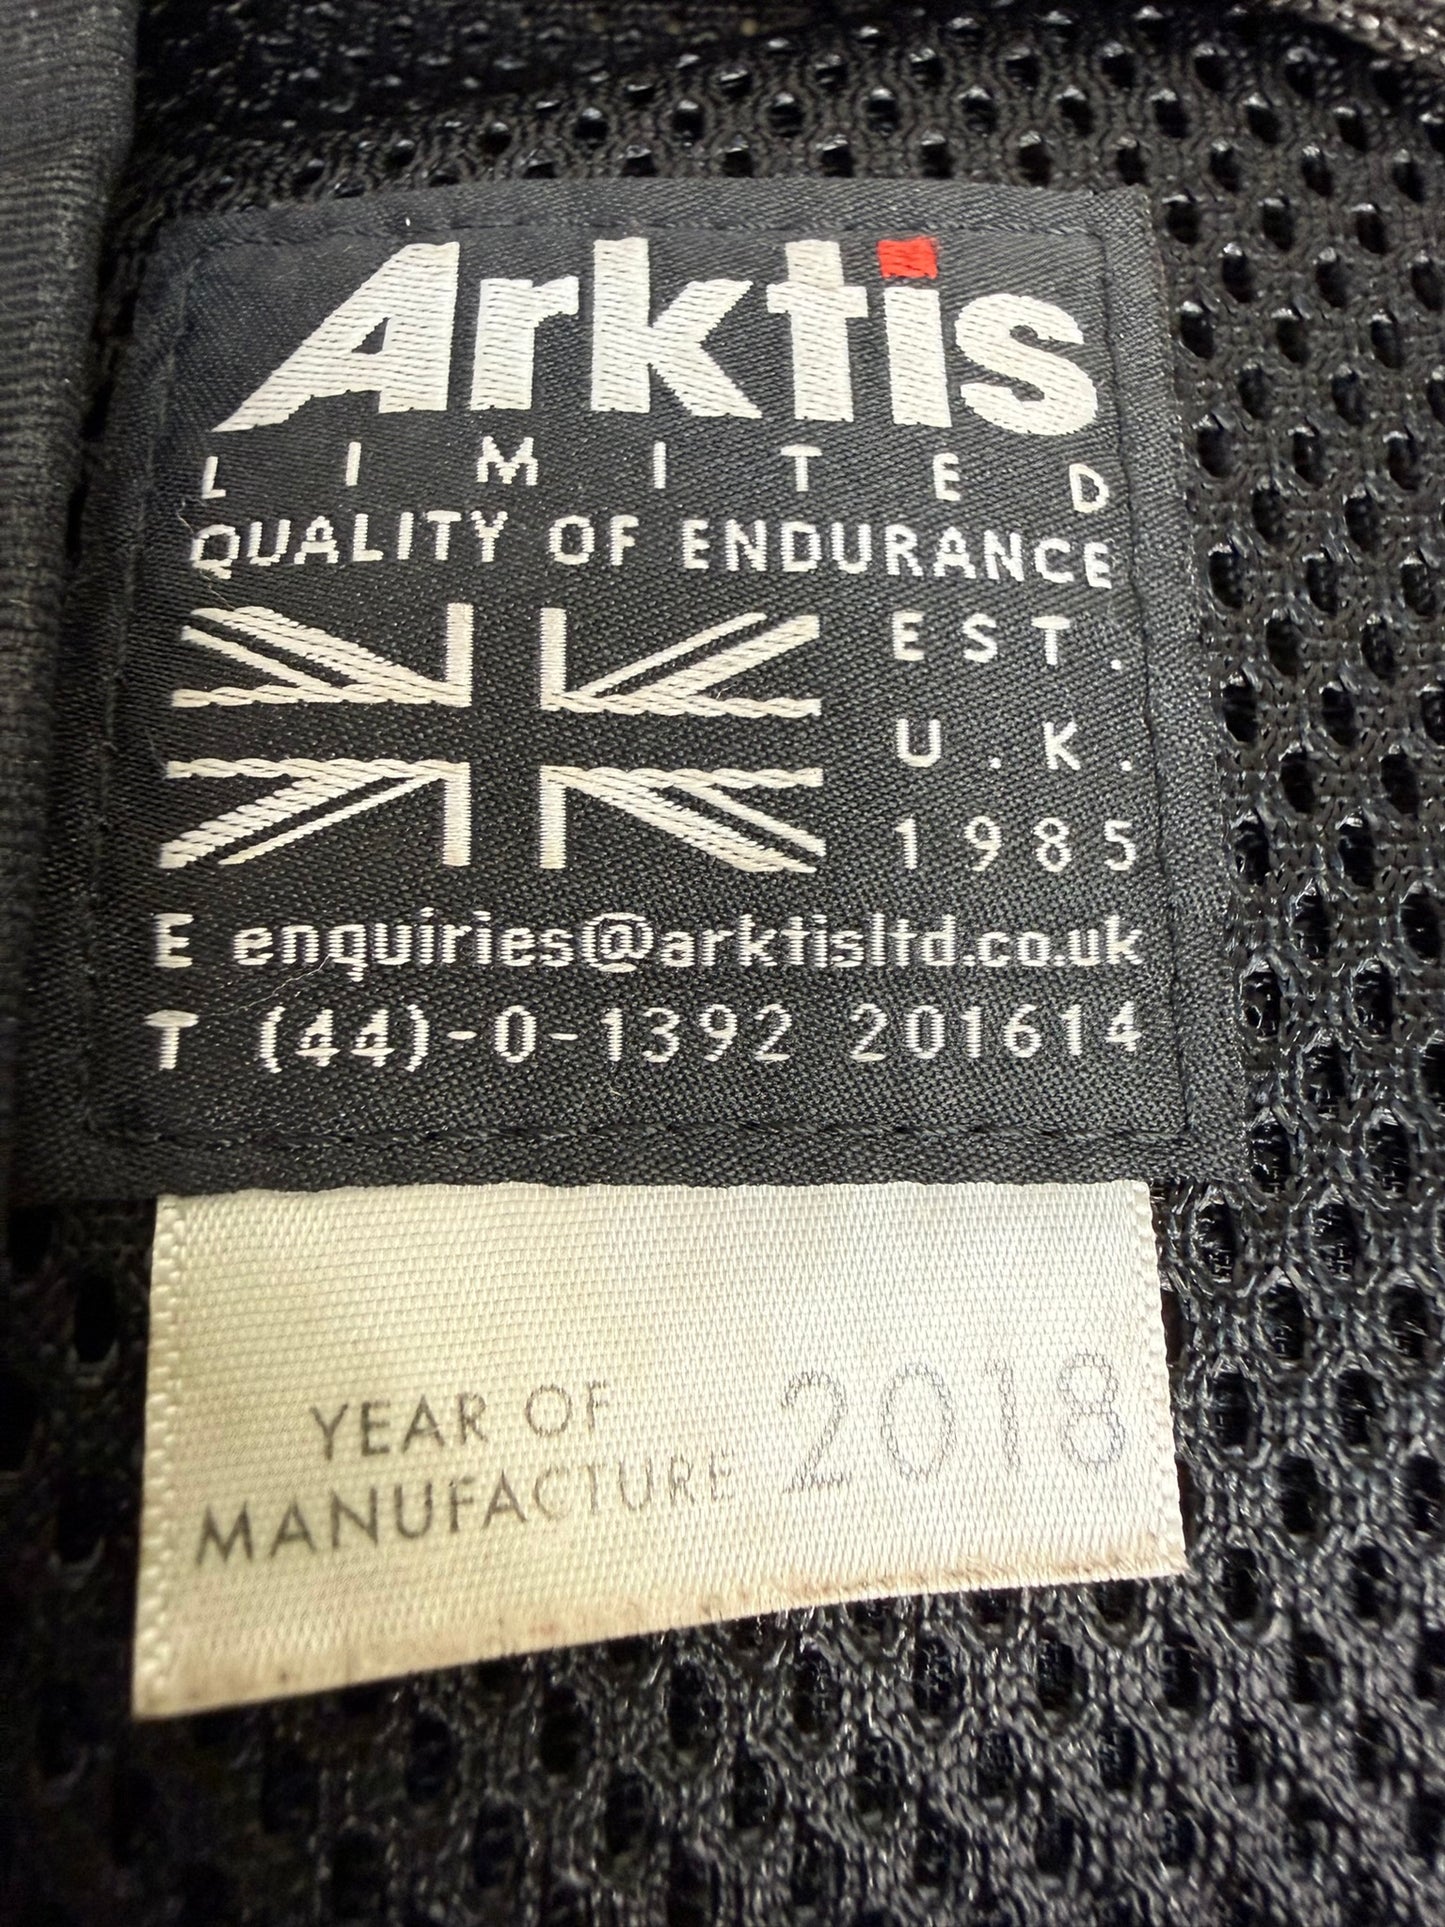 Arktis
LIMITED
QUALITY OF ENDURANCE
EST.
U.K.
1985
E enquiries@arktisltd.co.uk
T (44)-0-1392 201614
YEAR OF
MANUFACTURE 2018